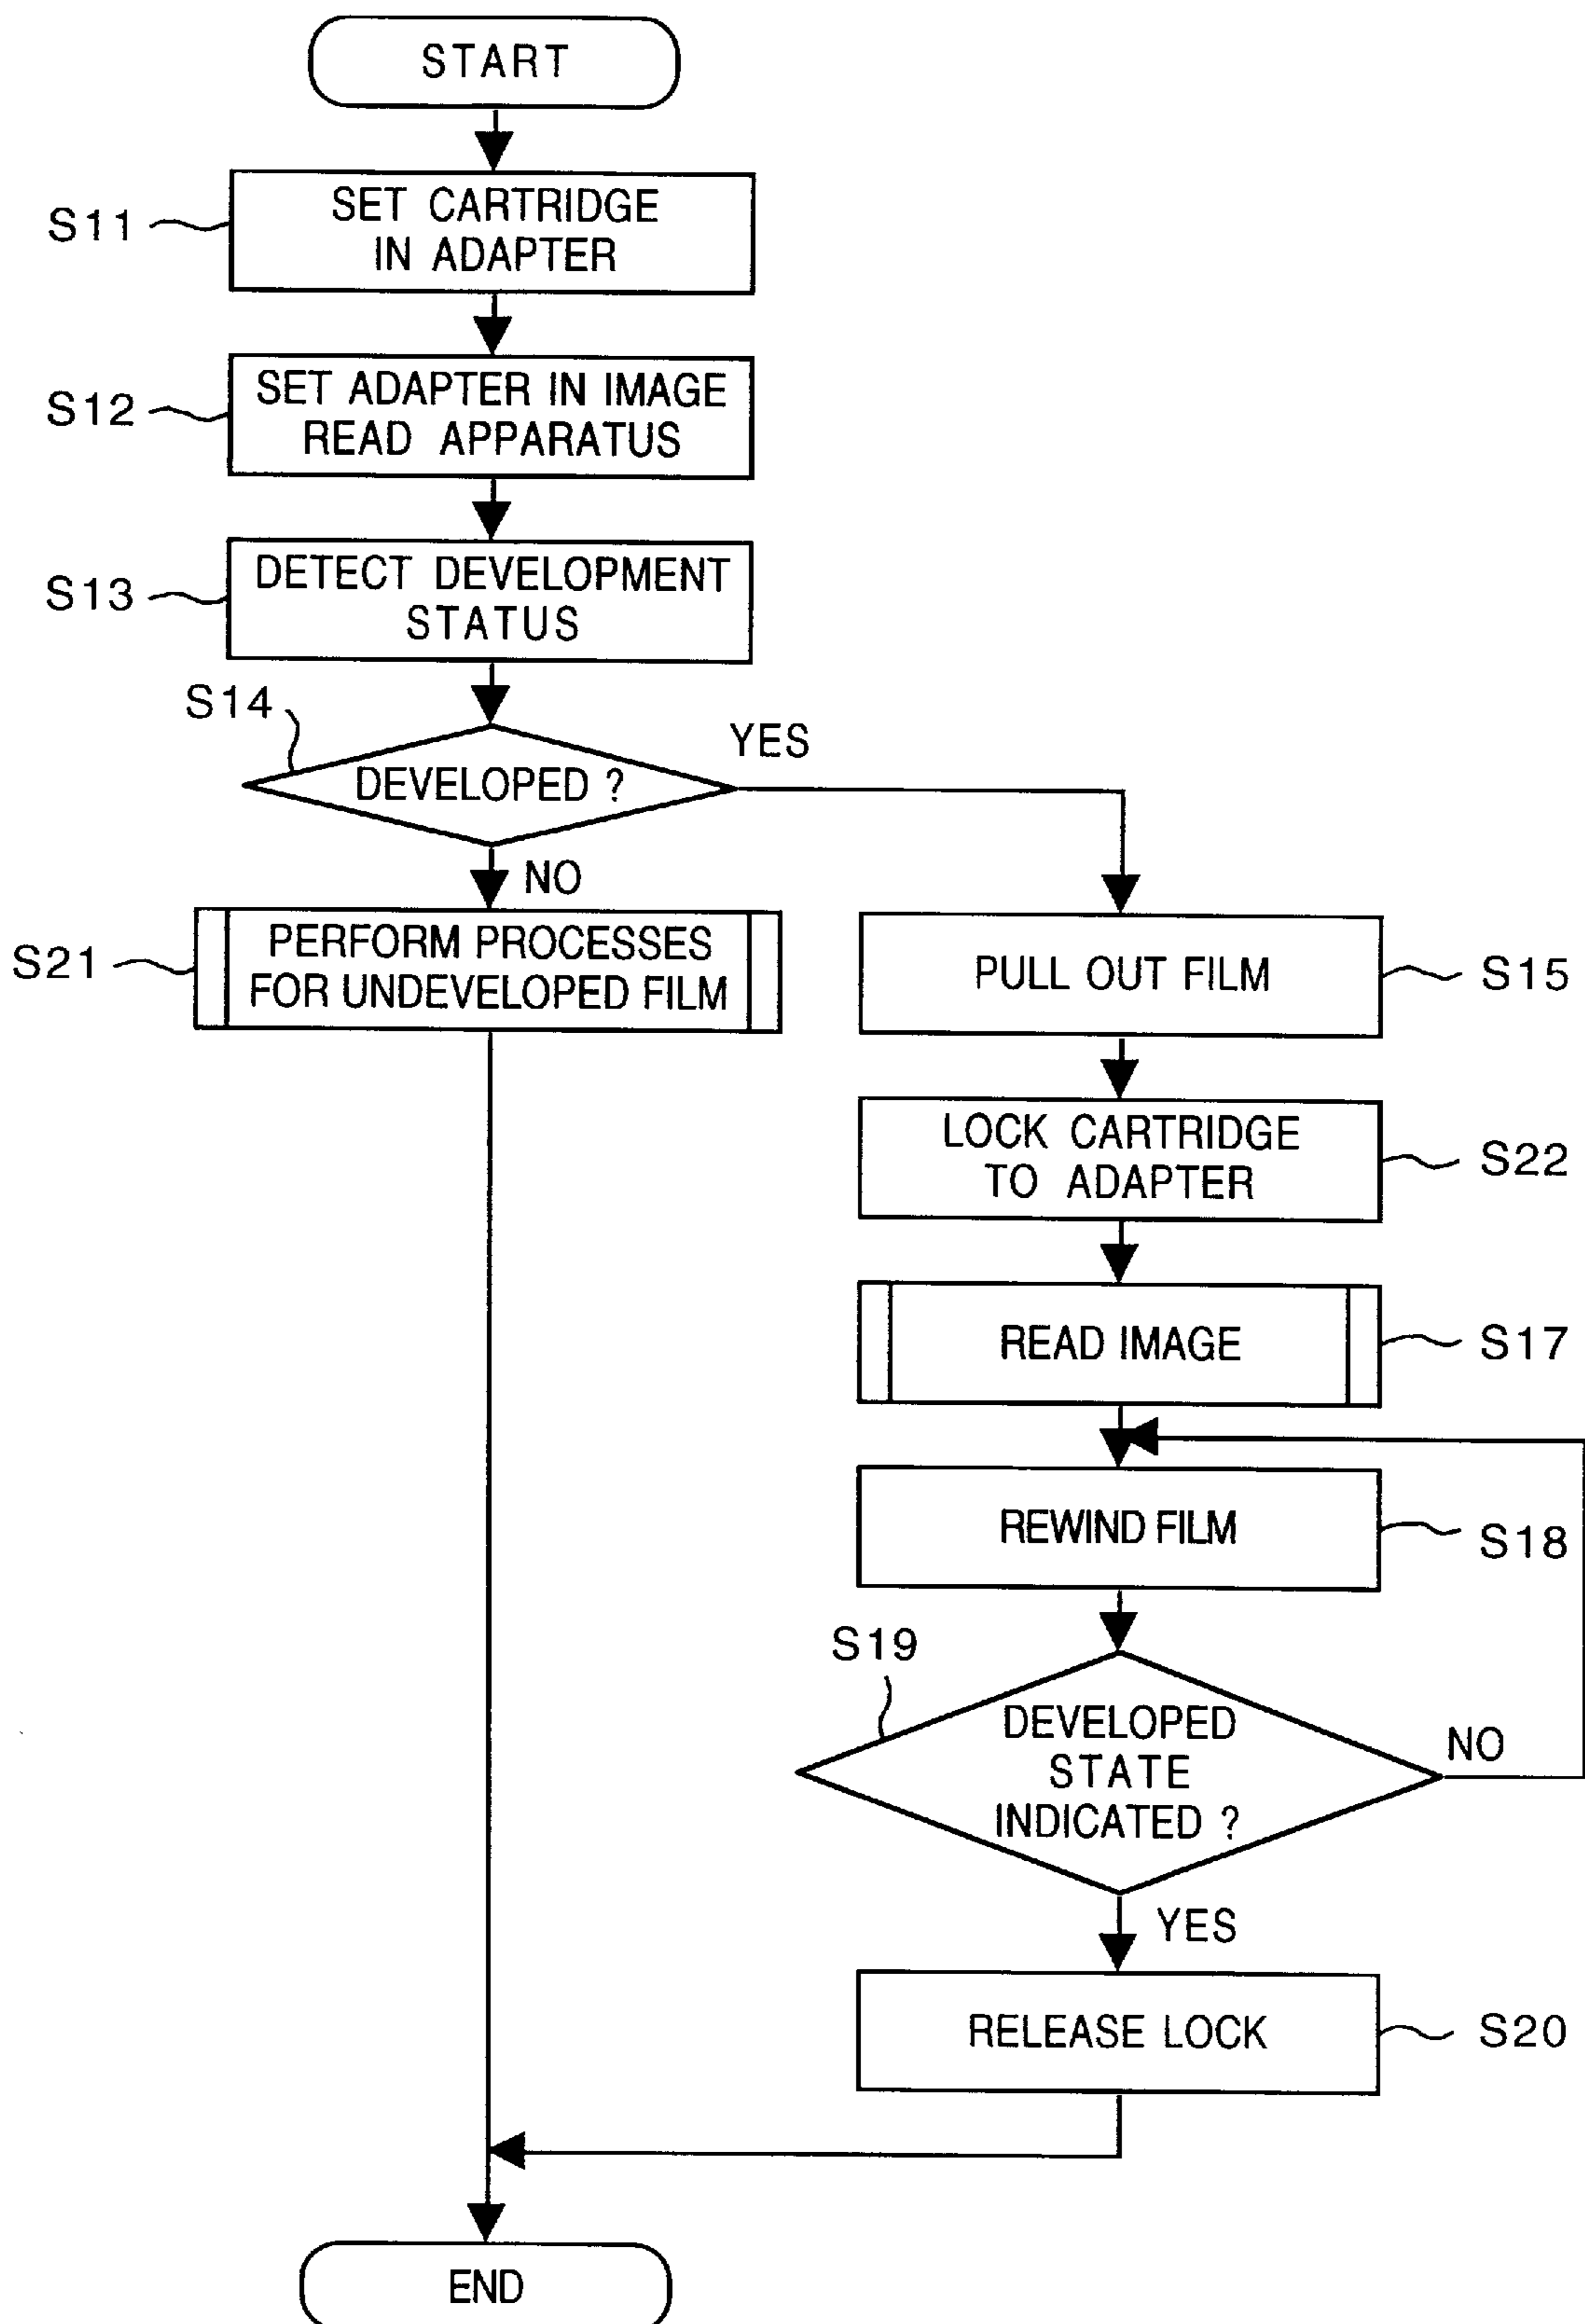 START
S11
SET CARTRIDGE
IN ADAPTER
S12
SET ADAPTER IN IMAGE
READ APPARATUS
S13
DETECT DEVELOPMENT
STATUS
S14
DEVELOPED ?
YES
NO
S21
PERFORM PROCESSES
FOR UNDEVELOPED FILM
PULL OUT FILM
S15
LOCK CARTRIDGE
TO ADAPTER
S22
READ IMAGE
S17
REWIND FILM
S18
S19
DEVELOPED
STATE
INDICATED ?
NO
YES
RELEASE LOCK
S20
END